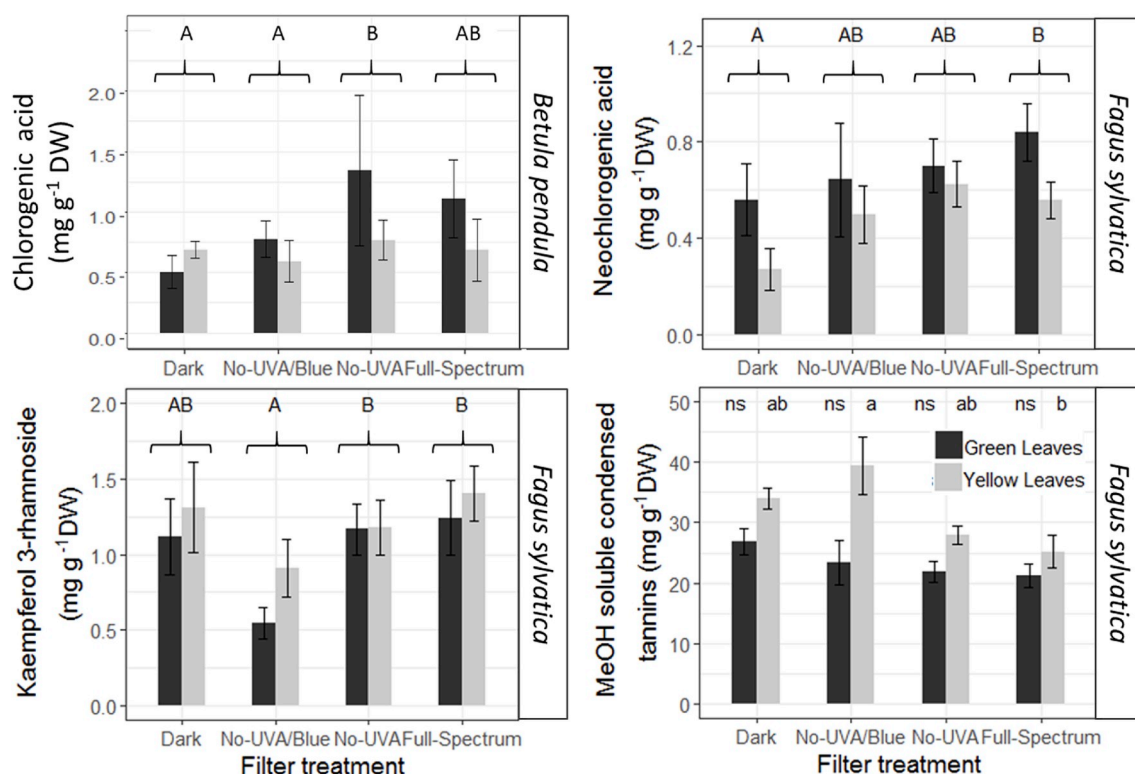 Chlorogenic acid
(mg g-1 DW)
A A B AB
2.0
1.5
1.0
0.5
0.0
Dark No-UVA/Blue No-UVA Full-Spectrum
Betula pendula
Neochlorogenic acid
(mg g-1DW)
A AB AB B
1.2
0.8
0.4
0.0
Dark No-UVA/Blue No-UVA Full-Spectrum
Fagus sylvatica
Kaempferol 3-rhamnoside
(mg g-1DW)
AB A B B
2.0
1.5
1.0
0.5
0.0
Dark No-UVA/Blue No-UVA Full-Spectrum
Filter treatment
Fagus sylvatica
MeOH soluble condensed
tannins (mg g-1DW)
ns ab ns a ns ab ns b
50
40
30
20
10
0
Green Leaves
Yellow Leaves
Dark No-UVA/Blue No-UVA Full-Spectrum
Filter treatment
Fagus sylvatica